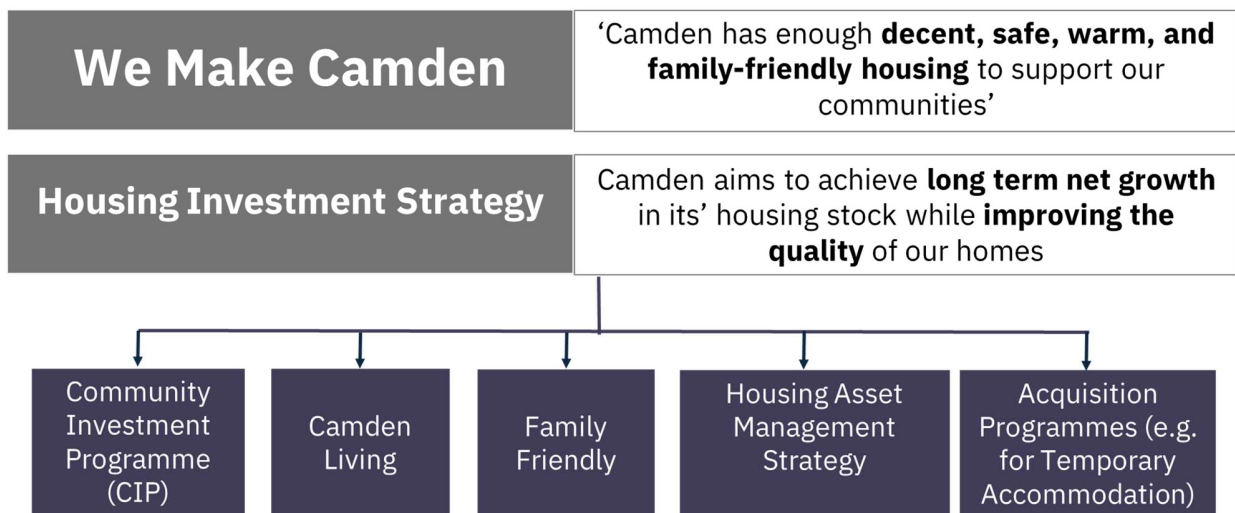 We Make Camden
‘Camden has enough decent, safe, warm, and
family-friendly housing to support our
communities’
Housing Investment Strategy
Camden aims to achieve long term net growth
in its’ housing stock while improving the
quality of our homes
Community
Investment
Programme
(CIP)
Camden
Living
Family
Friendly
Housing Asset
Management
Strategy
Acquisition
Programmes (e.g.
for Temporary
Accommodation)